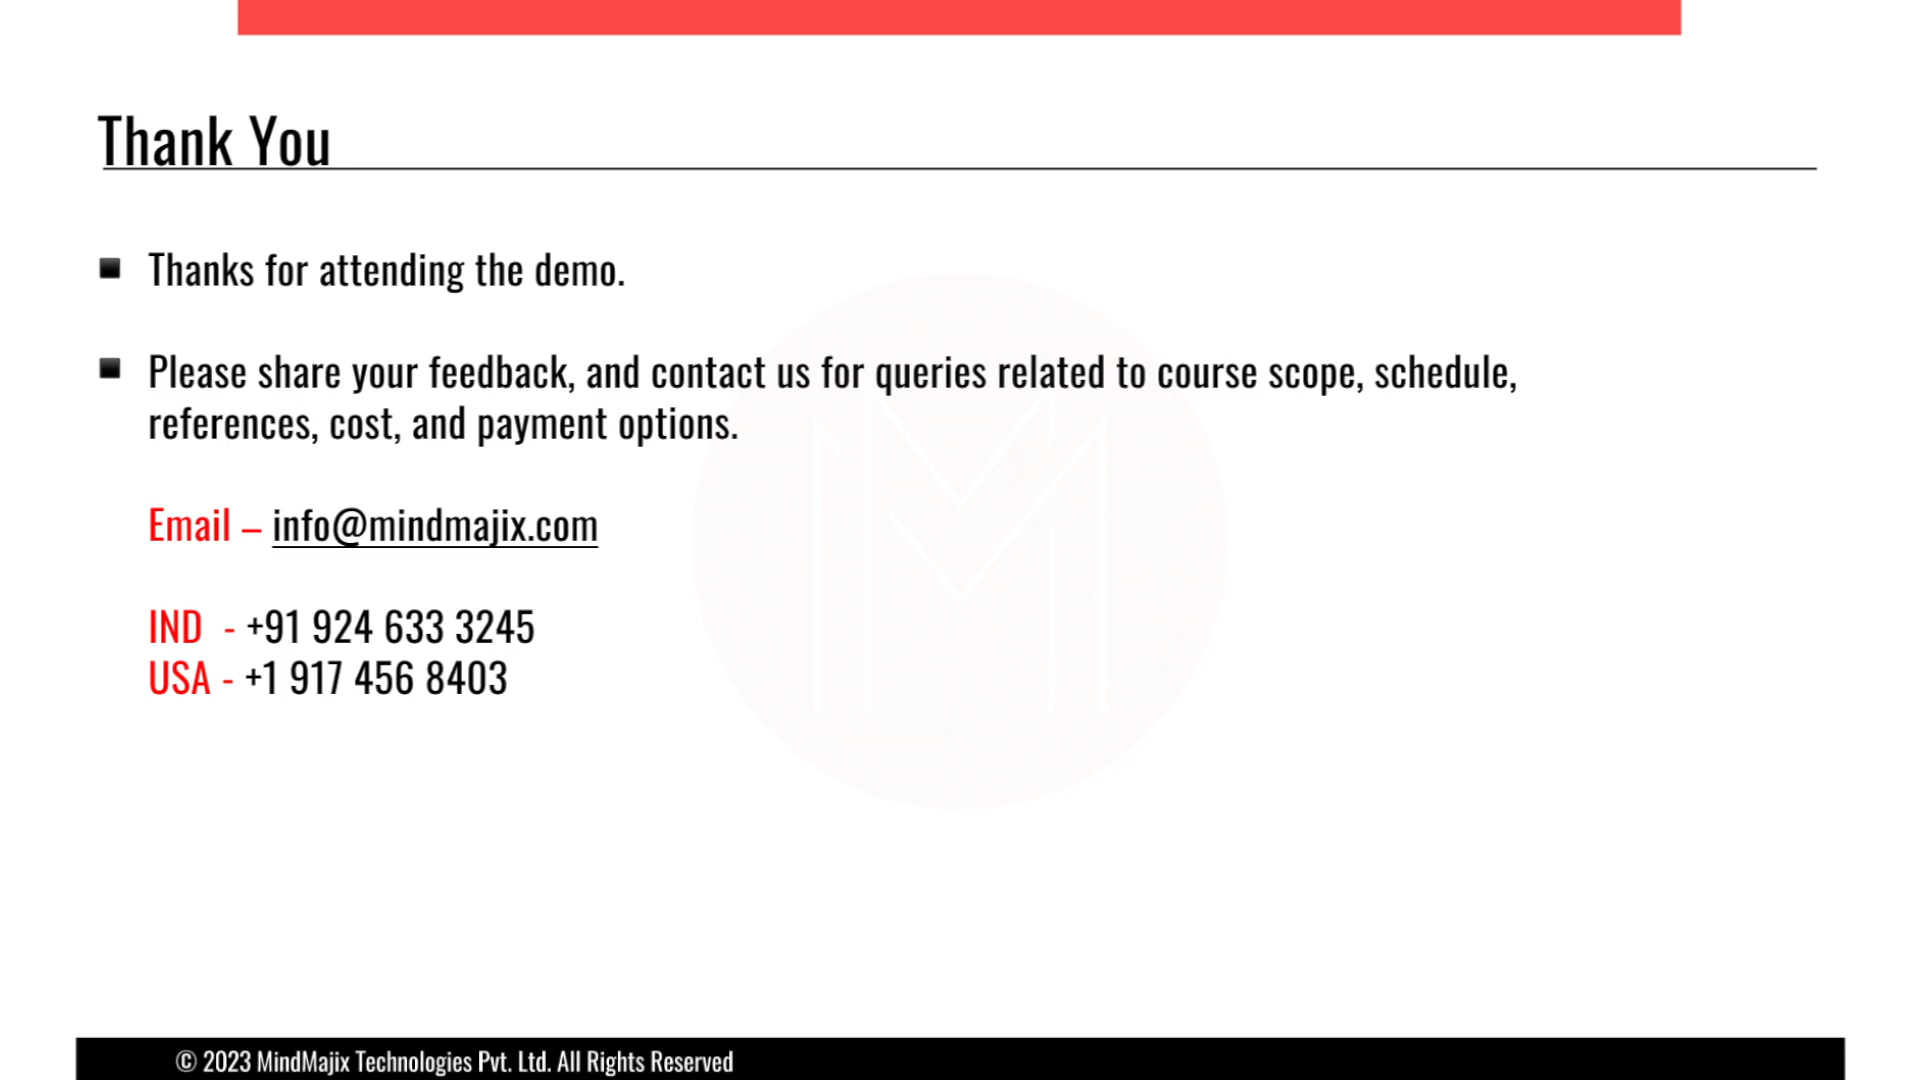 Thank You
Thanks for attending the demo.
Please share your feedback, and contact us for queries related to course scope, schedule,
references, cost, and payment options.
Email – info@mindmajix.com
IND - +91 924 633 3245
USA - +1 917 456 8403
© 2023 MindMajix Technologies Pvt. Ltd. All Rights Reserved